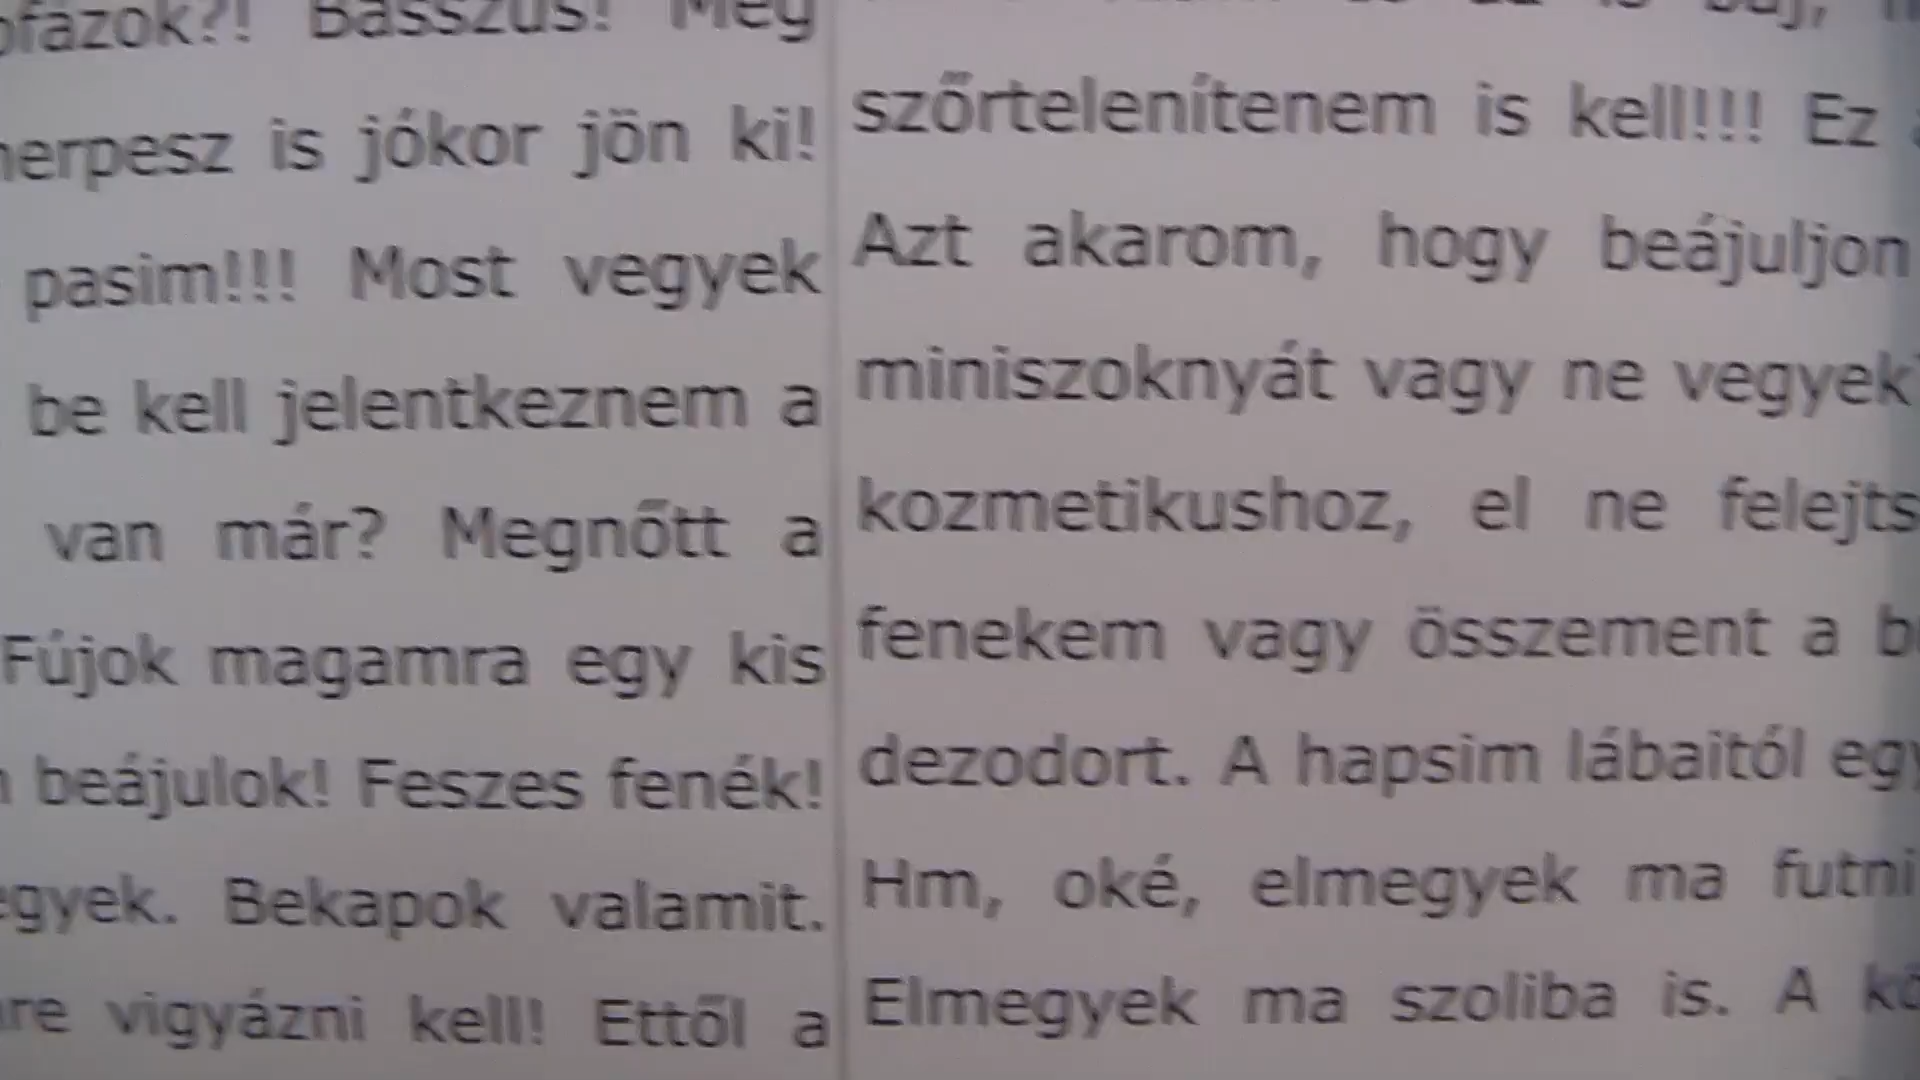 Basszus! Még
herpesz is jókor jön ki!
pasim!!! Most vegyek
be kell jelentkeznem a
van már? Megnőtt a
Fújok magamra egy kis
beájulok! Feszes fenék!
Bekapok valamit.
vigyázni kell! Ettől a
szőrtelenítenem is kell!!! Ez
Azt akarom, hogy beájuljon
miniszoknyát vagy ne vegyek
kozmetikushoz, el ne felejts
fenekem vagy összement a
dezodort. A hapsim lábaitól egy
Hm, oké, elmegyek ma futni
Elmegyek ma szoliba is. A